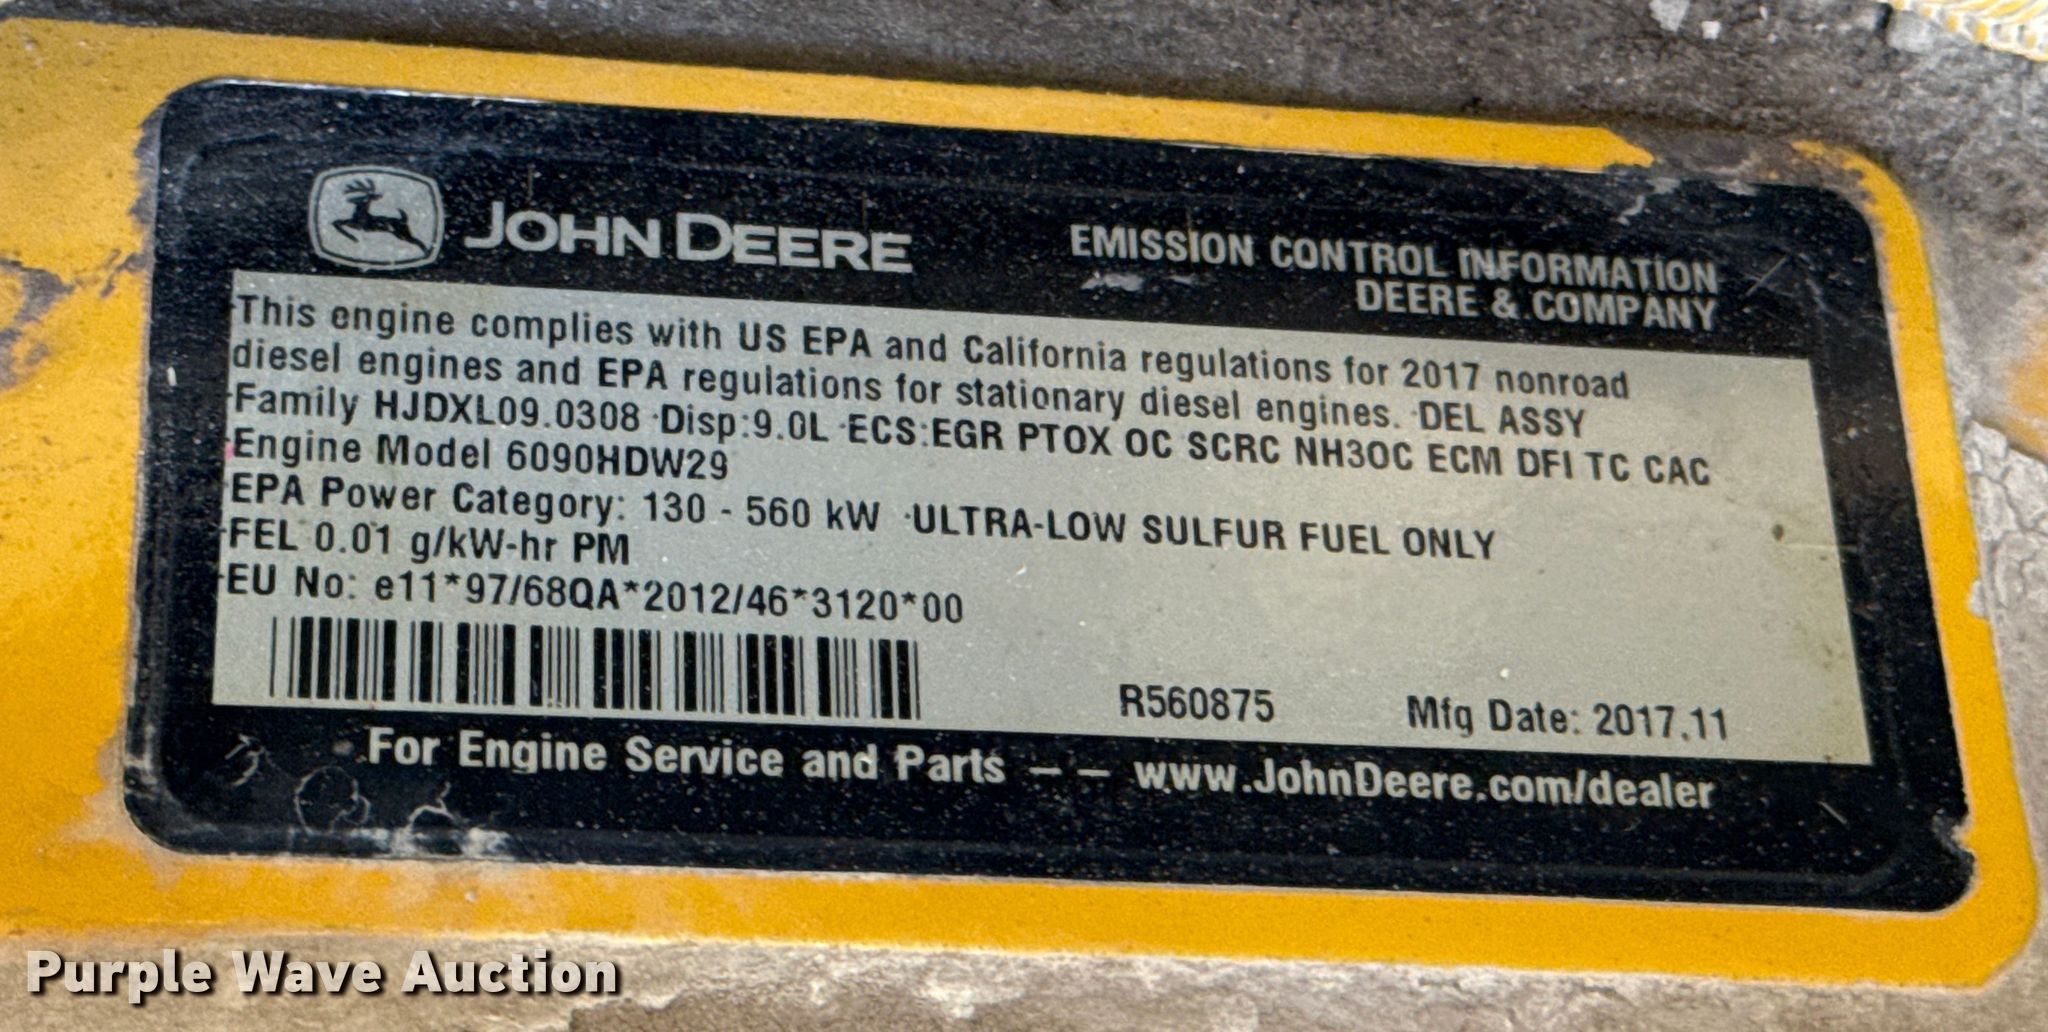 JOHN DEERE
EMISSION CONTROL INFORMATION
DEERE & COMPANY
This engine complies with US EPA and California regulations for 2017 nonroad
diesel engines and EPA regulations for stationary diesel engines. ·DEL ASSY
Family HJDXL09.0308 ·Disp:9.0L ·ECS:EGR PTOX OC SCRC NH3OC ECM DFI TC CAC
Engine Model 6090HDW29
EPA Power Category: 130 - 560 kW ·ULTRA-LOW SULFUR FUEL ONLY
FEL 0.01 g/kW-hr PM
EU No: e11*97/68QA*2012/46*3120*00
R560875 Mfg Date: 2017.11
For Engine Service and Parts – – www.JohnDeere.com/dealer
Purple Wave Auction